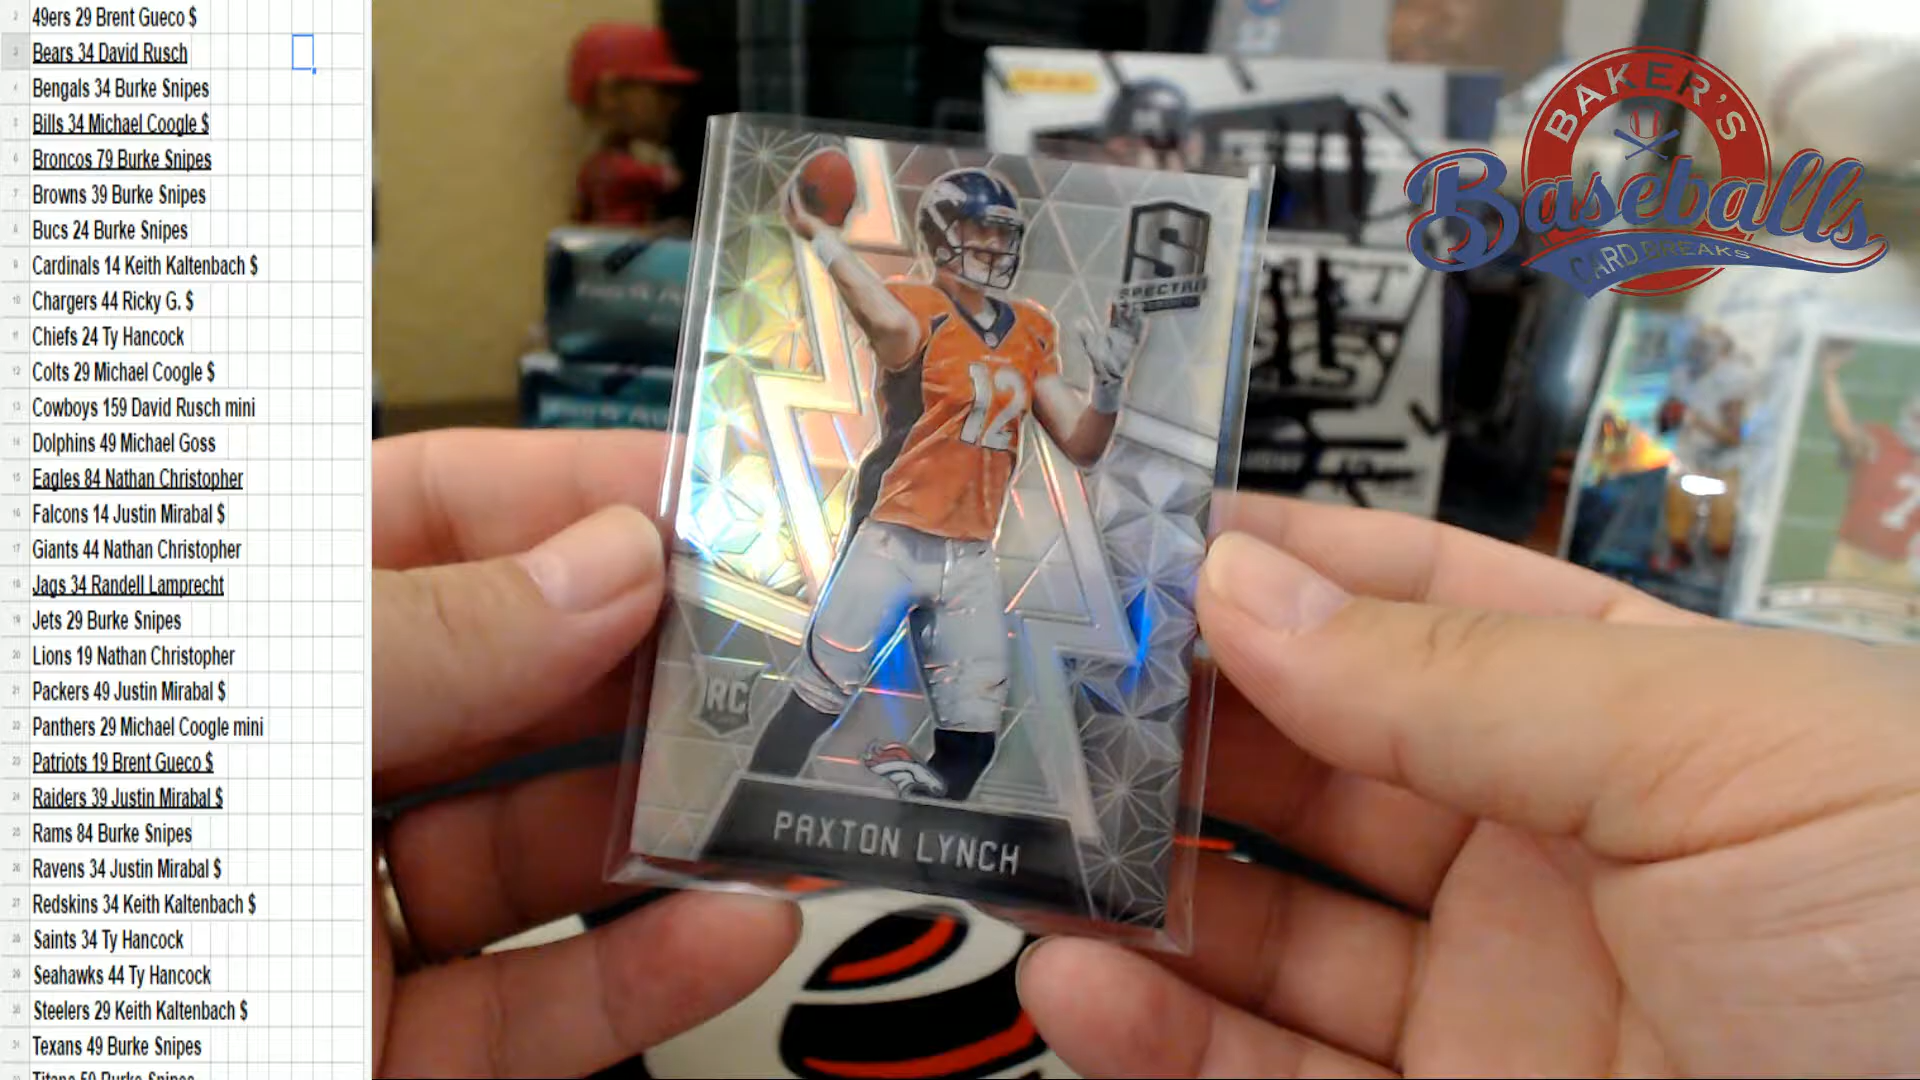 49ers 29 Brent Gueco $
Bears 34 David Rusch
Bengals 34 Burke Snipes
Bills 34 Michael Coogle $
Broncos 79 Burke Snipes
Browns 39 Burke Snipes
Bucs 24 Burke Snipes
Cardinals 14 Keith Kaltenbach $
Chargers 44 Ricky G. $
Chiefs 24 Ty Hancock
Colts 29 Michael Coogle $
Cowboys 159 David Rusch mini
Dolphins 49 Michael Goss
Eagles 84 Nathan Christopher
Falcons 14 Justin Mirabal $
Giants 44 Nathan Christopher
Jags 34 Randell Lamprecht
Jets 29 Burke Snipes
Lions 19 Nathan Christopher
Packers 49 Justin Mirabal $
Panthers 29 Michael Coogle mini
Patriots 19 Brent Gueco $
Raiders 39 Justin Mirabal $
Rams 84 Burke Snipes
Ravens 34 Justin Mirabal $
Redskins 34 Keith Kaltenbach $
Saints 34 Ty Hancock
Seahawks 44 Ty Hancock
Steelers 29 Keith Kaltenbach $
Texans 49 Burke Snipes
BAKER'S
Baseballs
CARD BREAKS
S
SPECTRA
12
RC
PAXTON LYNCH